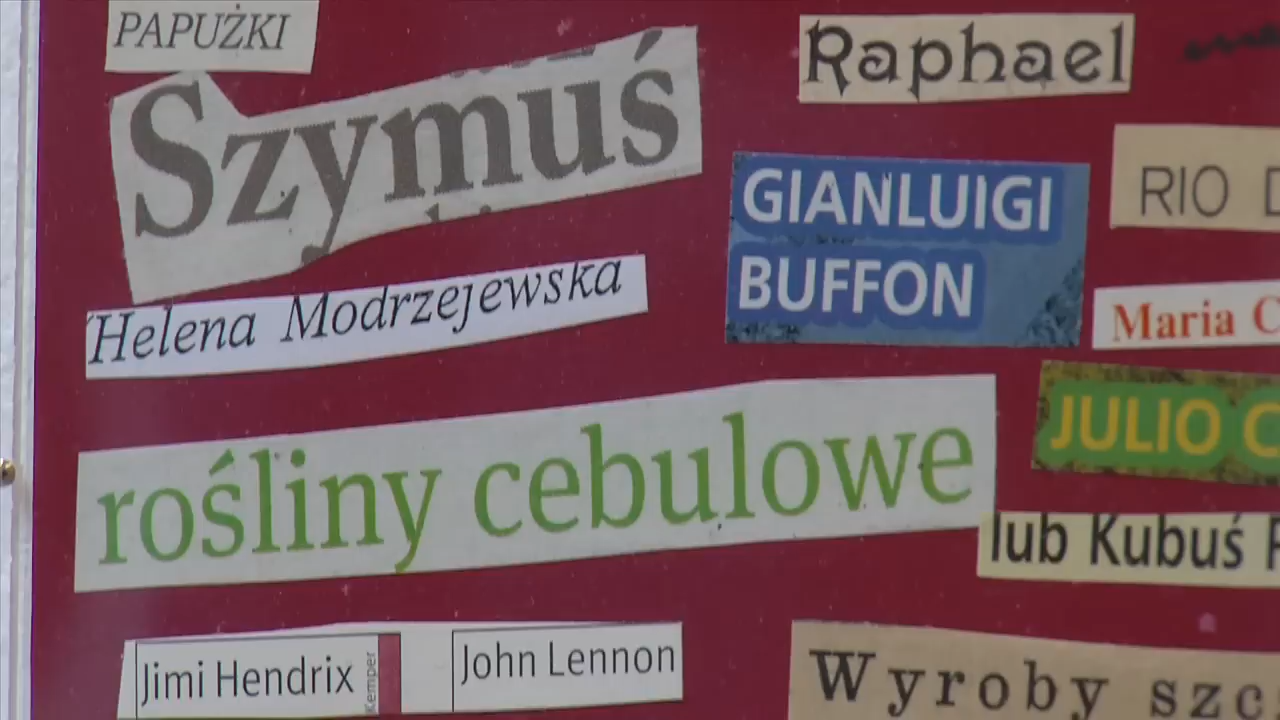 PAPUŻKI
Raphael
Szymuś
GIANLUIGI
BUFFON
RIO
Helena Modrzejewska
Maria
JULIO
rośliny cebulowe
lub Kubuś
Jimi Hendrix
Kemper
John Lennon
Wyroby